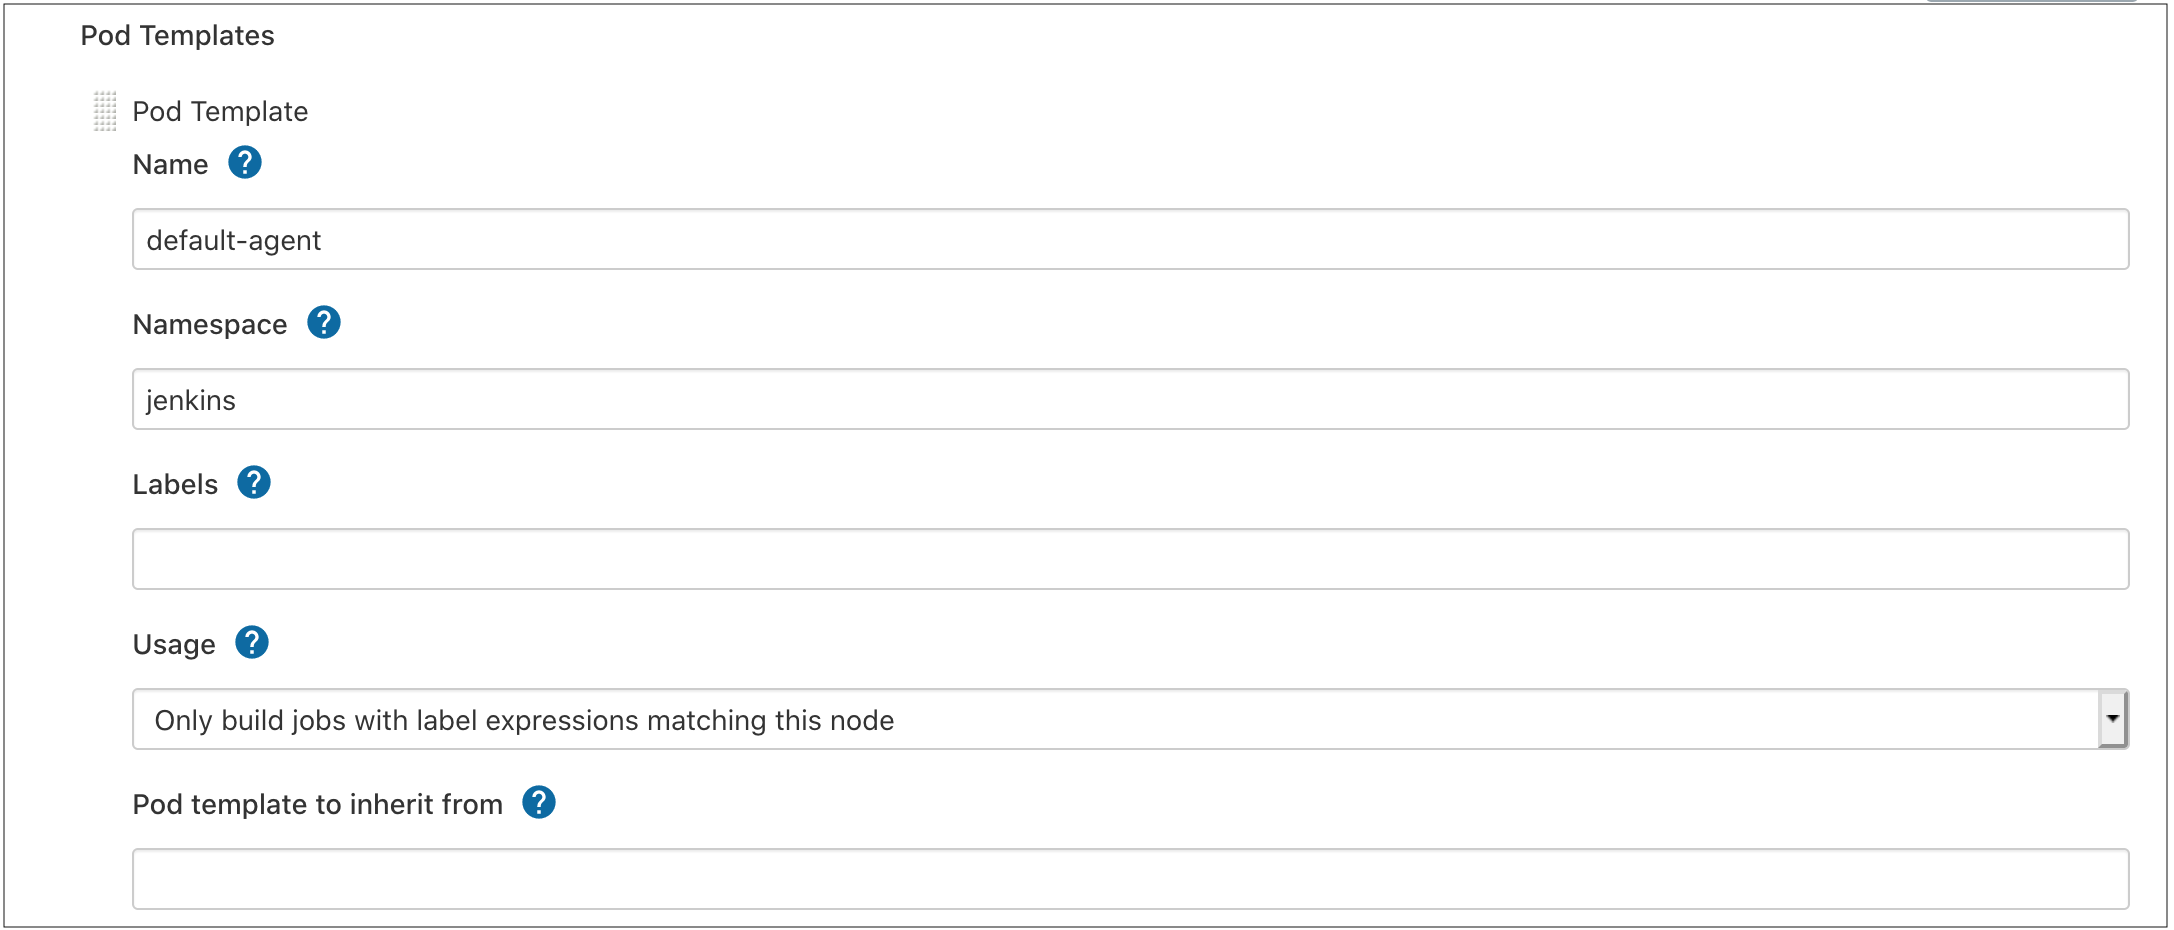 Pod Templates
Pod Template
Name ?
default-agent
Namespace ?
jenkins
Labels ?
Usage ?
Only build jobs with label expressions matching this node
Pod template to inherit from ?